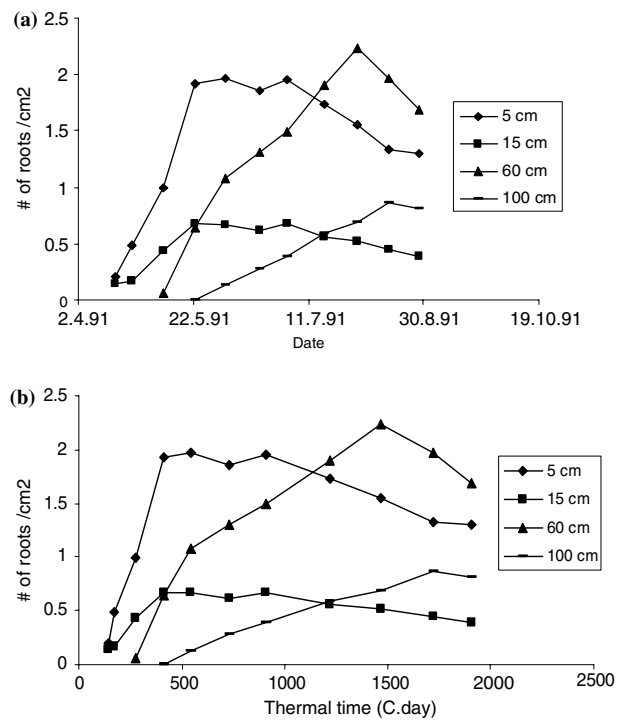 (a)
2.5
2
1.5
1
0.5
0
# of roots /cm2
2.4.91 22.5.91 11.7.91 30.8.91 19.10.91
Date
5 cm
15 cm
60 cm
100 cm
(b)
2.5
2
1.5
1
0.5
0
# of roots /cm2
0 500 1000 1500 2000 2500
Thermal time (C.day)
5 cm
15 cm
60 cm
100 cm